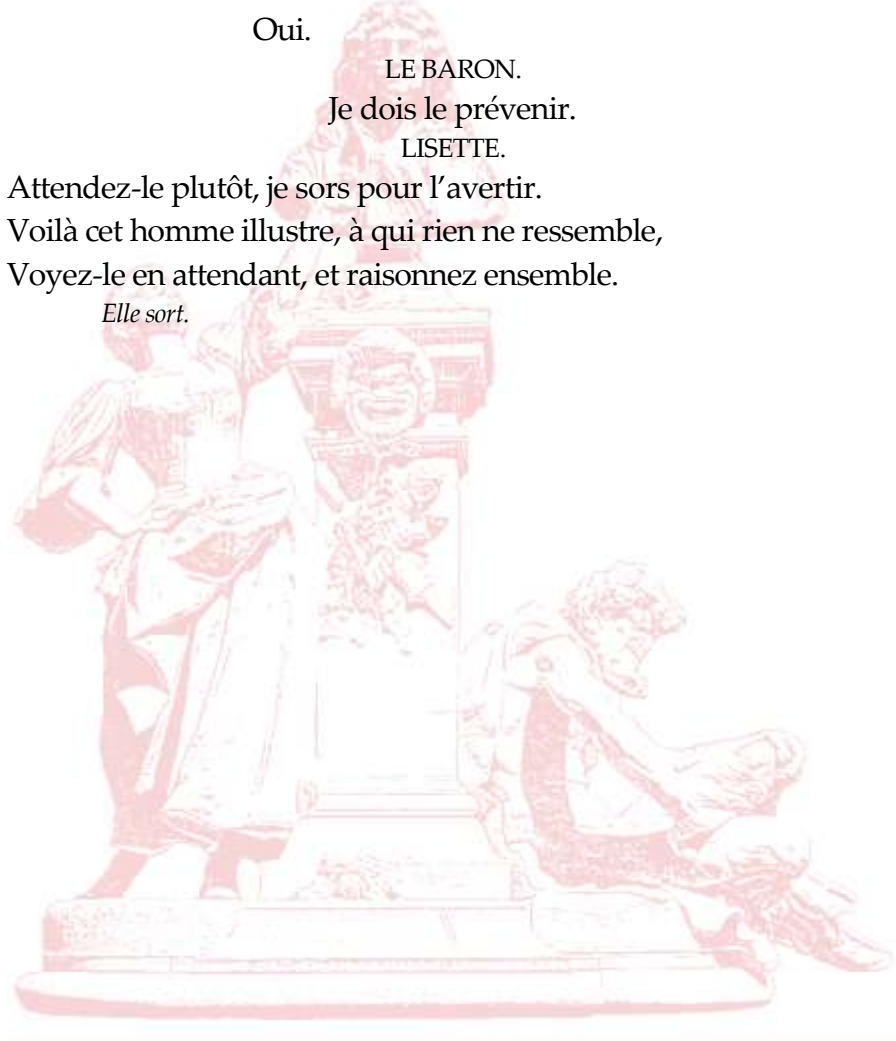 Oui.
LE BARON.
Je dois le prévenir.
LISETTE.
Attendez-le plutôt, je sors pour l’avertir.
Voilà cet homme illustre, à qui rien ne ressemble,
Voyez-le en attendant, et raisonnez ensemble.
Elle sort.